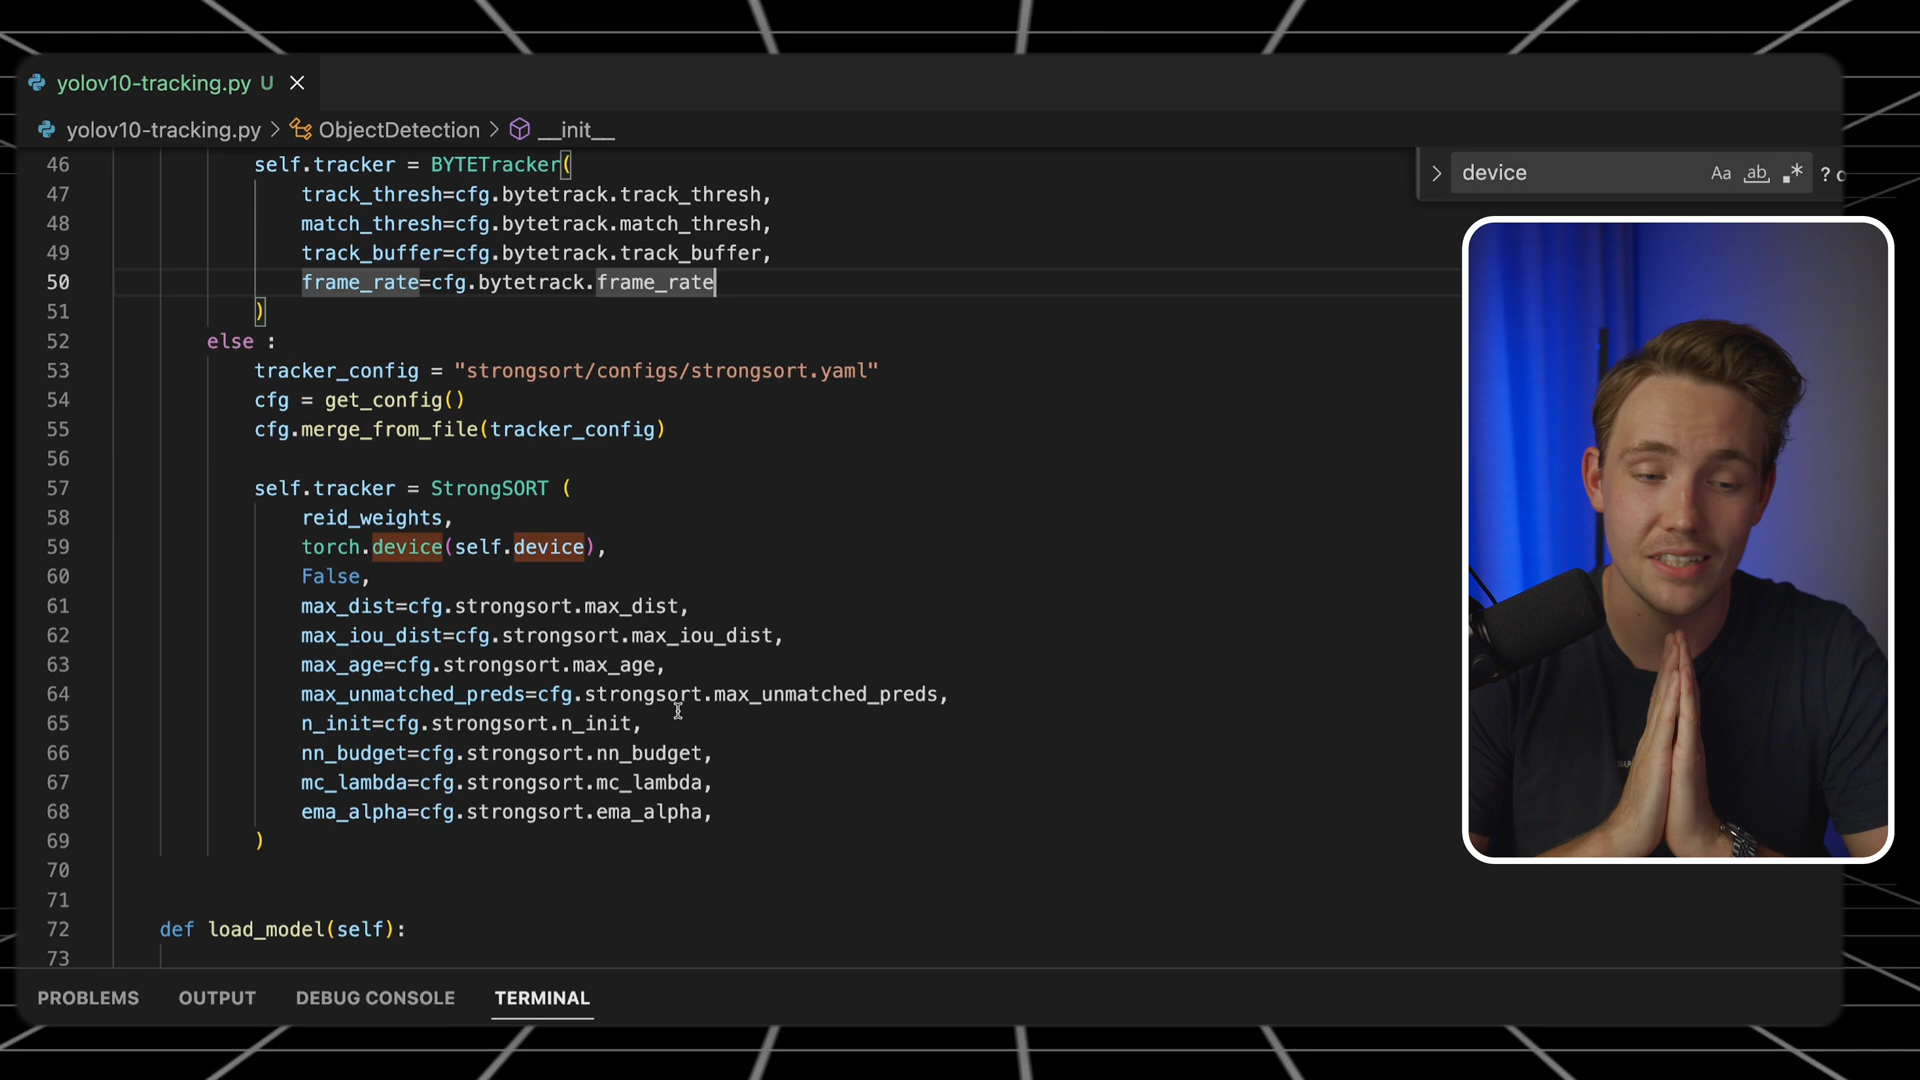 yolov10-tracking.py U
yolov10-tracking.py > ObjectDetection > __init__
device
Aa ab .* ?
46 self.tracker = BYTETracker(
47 track_thresh=cfg.bytetrack.track_thresh,
48 match_thresh=cfg.bytetrack.match_thresh,
49 track_buffer=cfg.bytetrack.track_buffer,
50 frame_rate=cfg.bytetrack.frame_rate
51 )
52 else :
53 tracker_config = "strongsort/configs/strongsort.yaml"
54 cfg = get_config()
55 cfg.merge_from_file(tracker_config)
56
57 self.tracker = StrongSORT (
58 reid_weights,
59 torch.device(self.device),
60 False,
61 max_dist=cfg.strongsort.max_dist,
62 max_iou_dist=cfg.strongsort.max_iou_dist,
63 max_age=cfg.strongsort.max_age,
64 max_unmatched_preds=cfg.strongsort.max_unmatched_preds,
65 n_init=cfg.strongsort.n_init,
66 nn_budget=cfg.strongsort.nn_budget,
67 mc_lambda=cfg.strongsort.mc_lambda,
68 ema_alpha=cfg.strongsort.ema_alpha,
69 )
70
71
72 def load_model(self):
73
PROBLEMS OUTPUT DEBUG CONSOLE TERMINAL